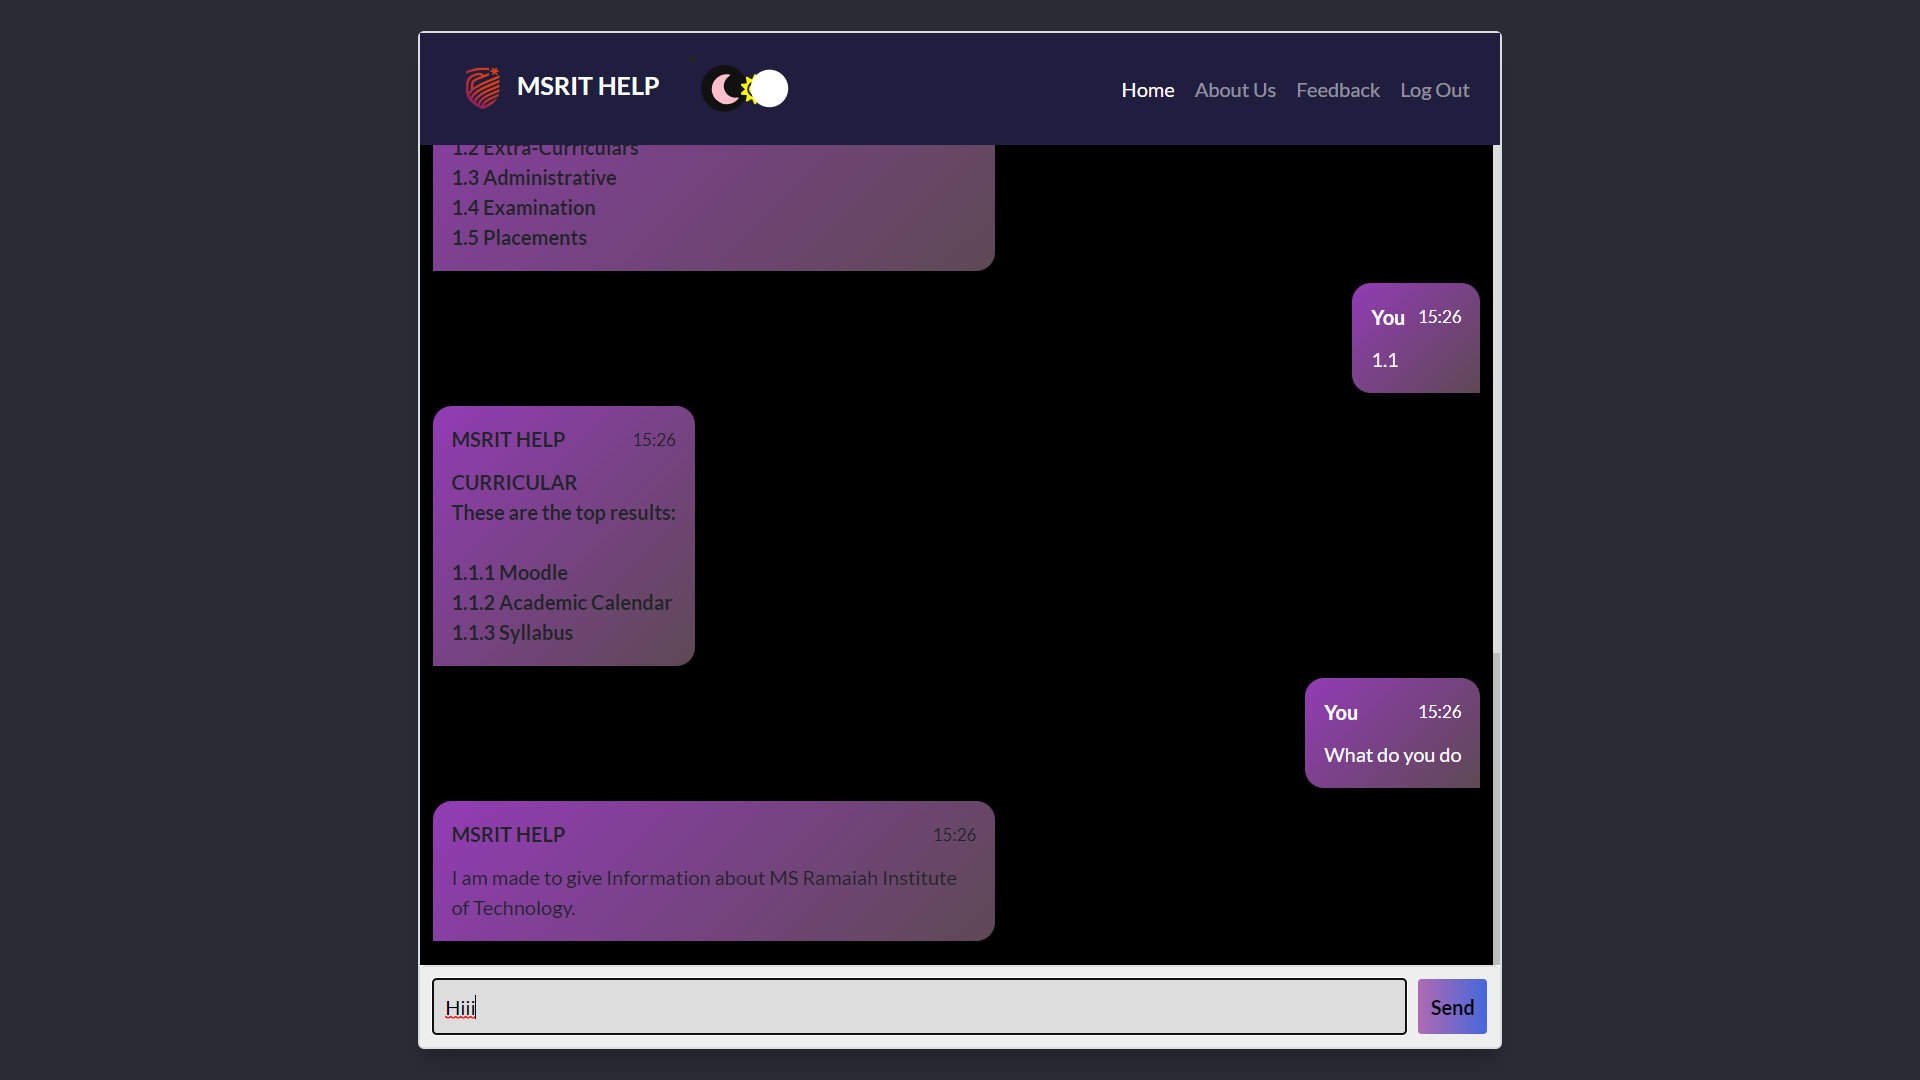 MSRIT HELP
Home About Us Feedback Log Out
1.2 Extra-Curriculars
1.3 Administrative
1.4 Examination
1.5 Placements
You 15:26
1.1
MSRIT HELP 15:26
CURRICULAR
These are the top results:
1.1.1 Moodle
1.1.2 Academic Calendar
1.1.3 Syllabus
You 15:26
What do you do
MSRIT HELP 15:26
I am made to give Information about MS Ramaiah Institute
of Technology.
Hiii
Send